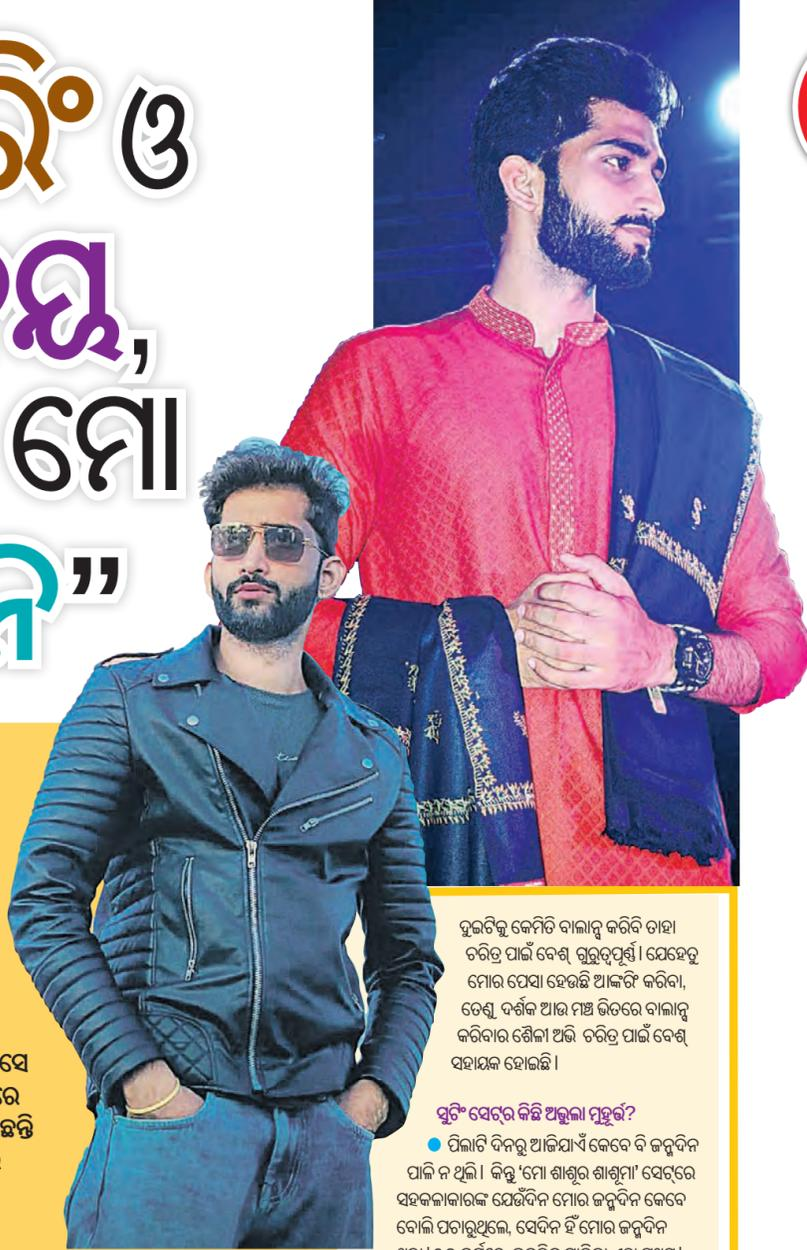 ରିଂ ଓ
ୟ,
ମୋ
”
ସେ
ରେ
ଛନ୍ତି
ଦୁଇଟିକୁ କେମିତି ବାଲାନ୍ସ କରିବି ତାହା
ଚରିତ୍ର ପାଇଁ ବେଶ୍ ଗୁରୁତ୍ୱପୂର୍ଣ୍ଣ। ଯେହେତୁ
ମୋର ପେସା ହେଉଛି ଆଙ୍କରିଂ କରିବା,
ତେଣୁ ଦର୍ଶକ ଆଉ ମଞ୍ଚ ଭିତରେ ବାଲାନ୍ସ
କରିବାର ଶୈଳୀ ଅଭି ଚରିତ୍ର ପାଇଁ ବେଶ୍
ସହାୟକ ହୋଇଛି।
ସୁଟିଂ ସେଟ୍‌ର କିଛି ଅଭୁଲା ମୁହୂର୍ତ୍ତ?
● ପିଲାଟି ଦିନରୁ ଆଜିଯାଏଁ କେବେ ବି ଜନ୍ମଦିନ
ପାଳି ନ ଥିଲି। କିନ୍ତୁ ‘ମୋ ଶାଶୂର ଶାଶୂମା’ ସେଟ୍‌ରେ
ସହକଳାକାରଙ୍କ ଯେଉଁଦିନ ମୋର ଜନ୍ମଦିନ କେବେ
ବୋଲି ପଚାରୁଥିଲେ, ସେଦିନ ହିଁ ମୋର ଜନ୍ମଦିନ